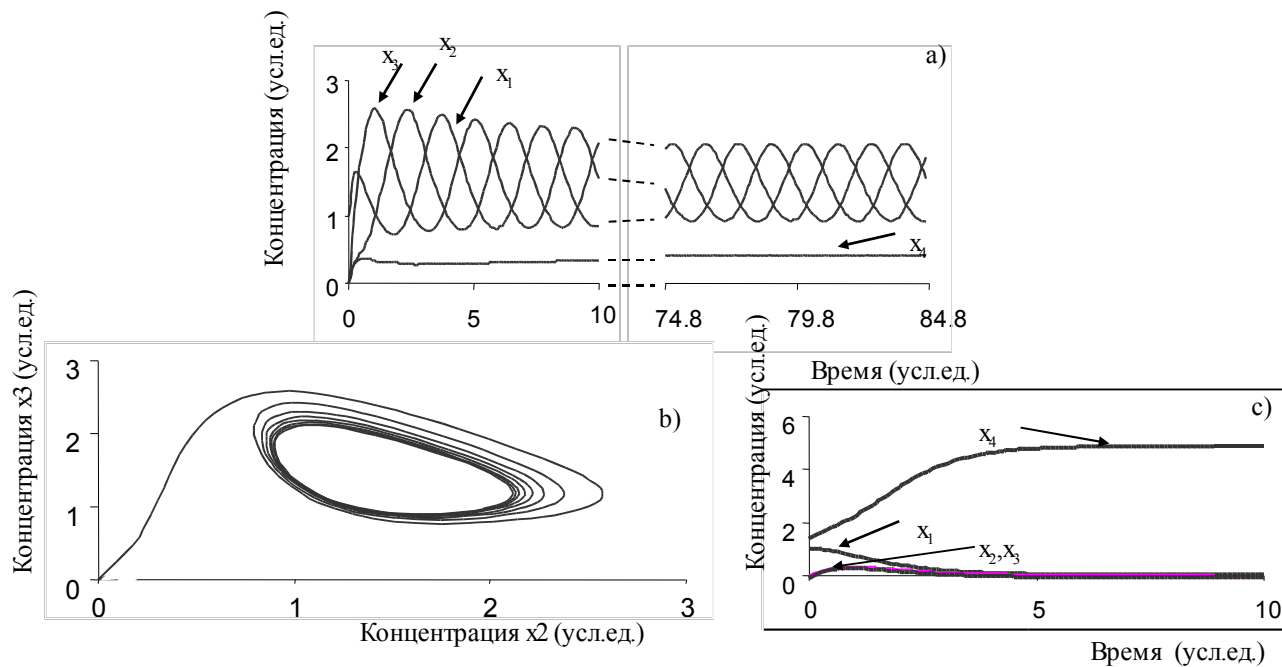 a)
Концентрация (усл.ед.)
3
2
1
0
x3
x2
x1
x4
0 5 10
74.8 79.8 84.8
Время (усл.ед.)
b)
Концентрация x3 (усл.ед.)
3
2
1
0
0 1 2 3
Концентрация x2 (усл.ед.)
c)
Концентрация (усл.ед.)
6
4
2
0
x4
x1
x2,x3
0 5 10
Время (усл.ед.)